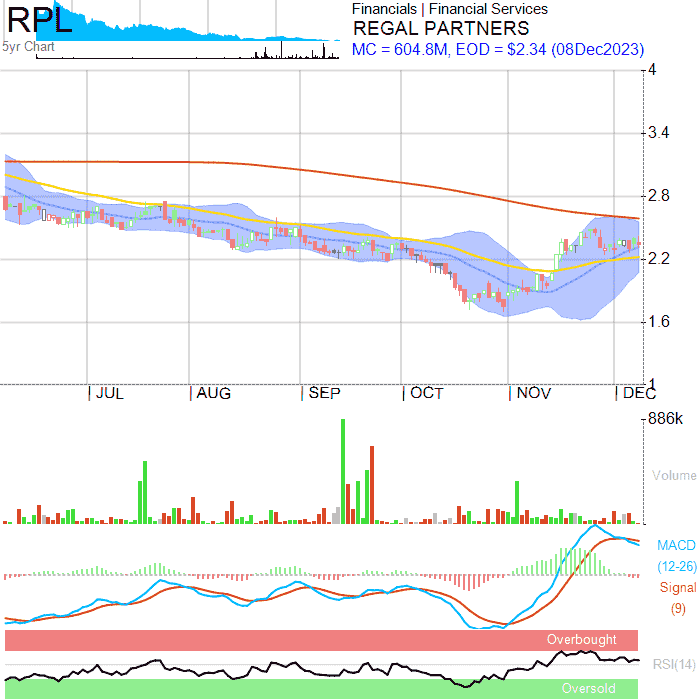 RPL
5yr Chart
Financials | Financial Services
REGAL PARTNERS
MC = 604.8M, EOD = $2.34 (08Dec2023)
4
3.4
2.8
2.2
1.6
1
JUL AUG SEP OCT NOV DEC
886k
Volume
MACD
(12-26)
Signal
(9)
Overbought
RSI(14)
Oversold